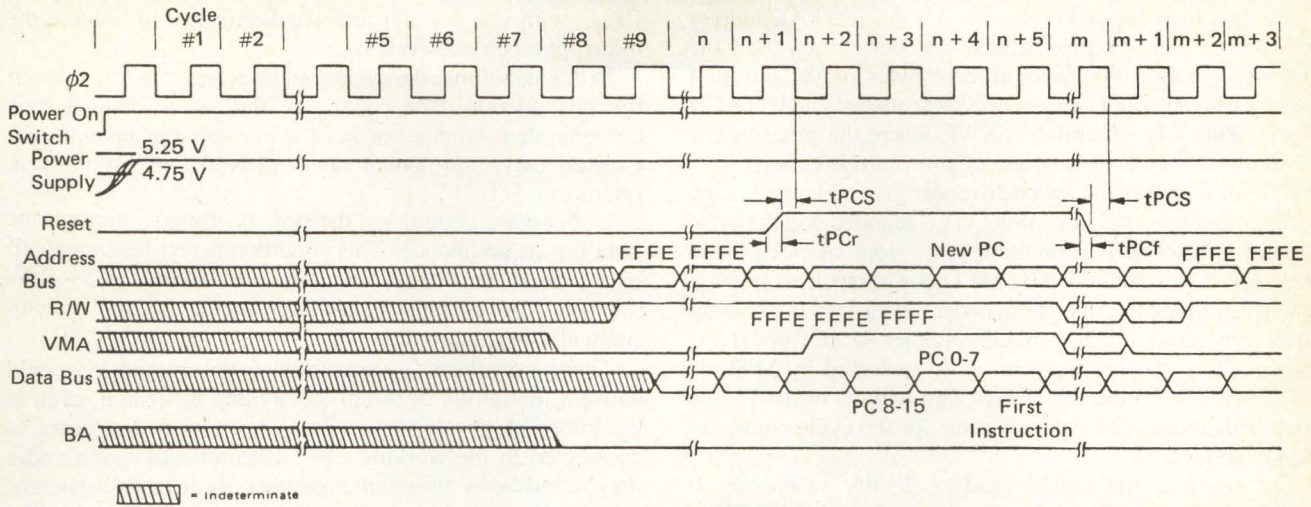 Cycle
#1 #2 #5 #6 #7 #8 #9 n n + 1 n + 2 n + 3 n + 4 n + 5 m m + 1 m + 2 m + 3
ϕ2
Power On
Switch
5.25 V
Power
Supply
4.75 V
tPCS tPCS
Reset
tPCr tPCf
Address
Bus
FFFE FFFE New PC FFFE FFFE
R/W
FFFE FFFE FFFF
VMA
PC 0-7
Data Bus
PC 8-15 First
Instruction
BA
= Indeterminate